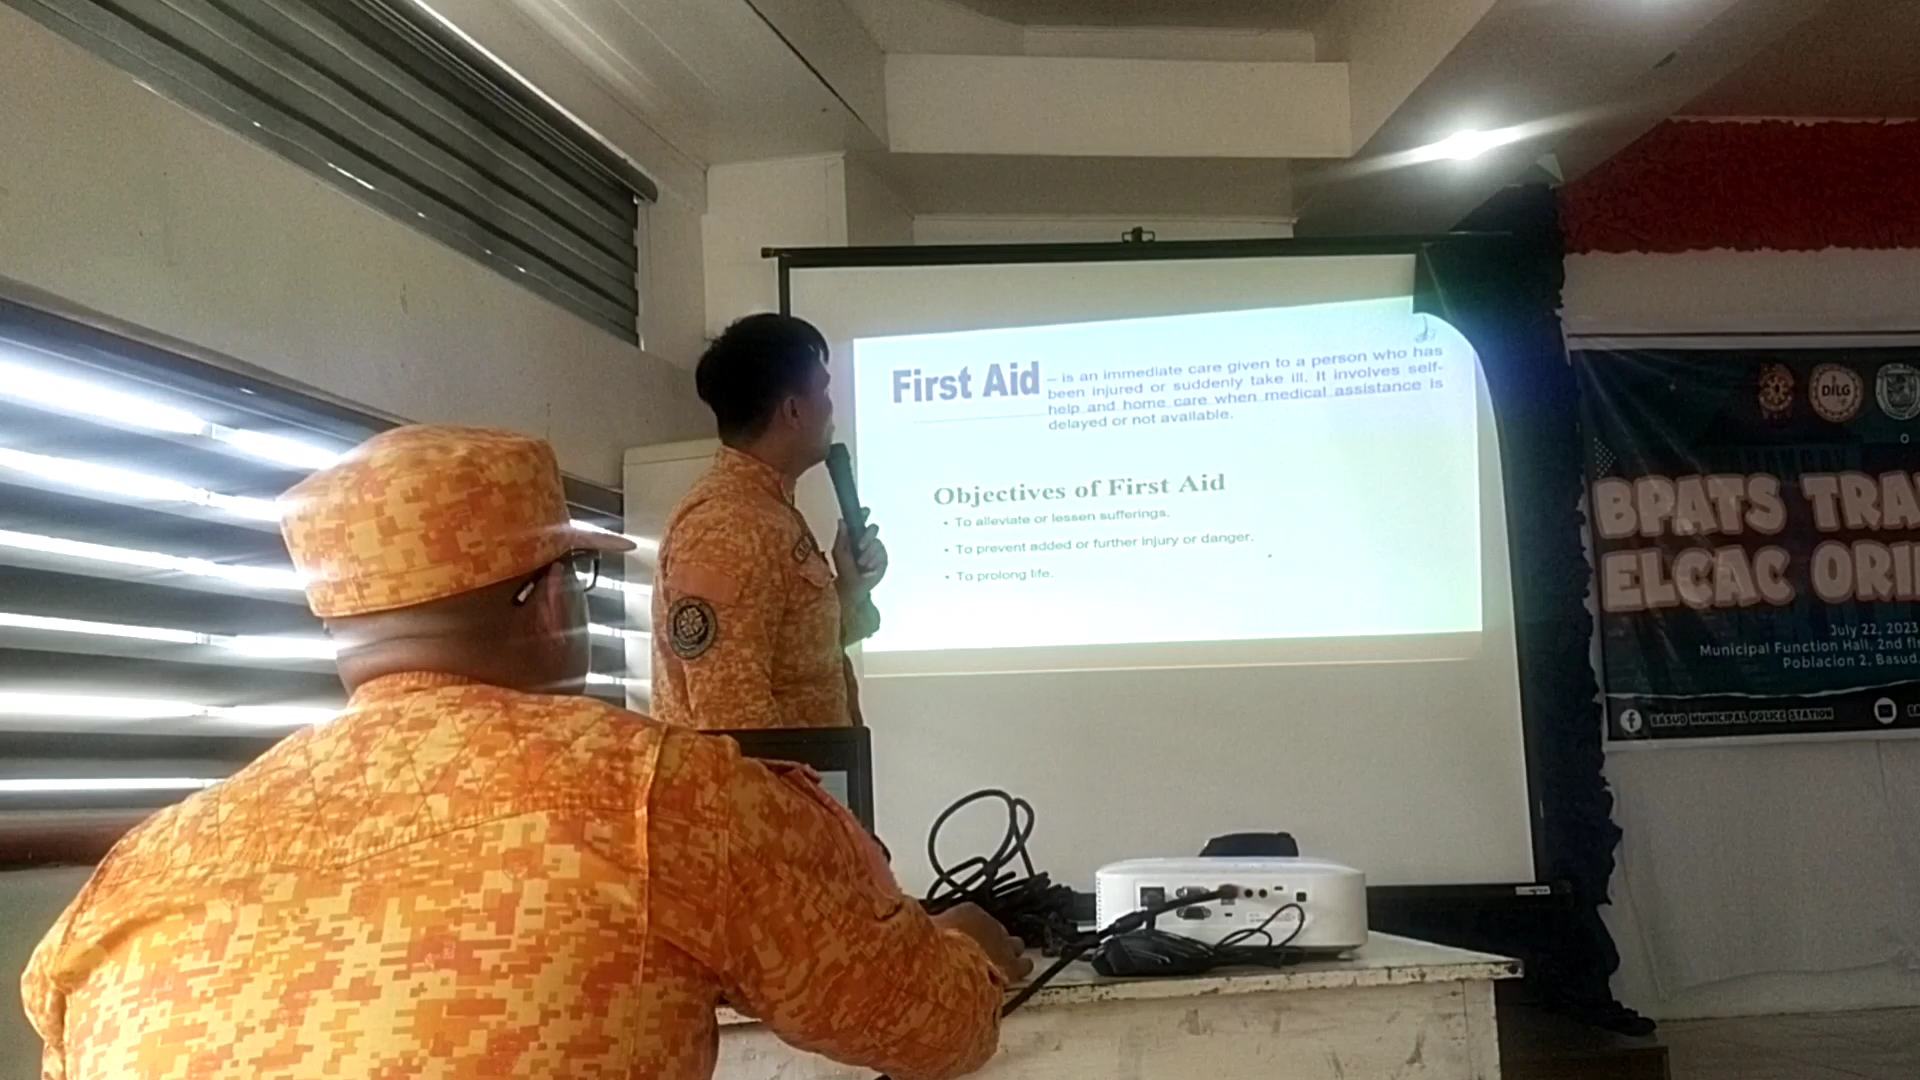 First Aid
– is an immediate care given to a person who has
been injured or suddenly take ill. It involves self-
help and home care when medical assistance is
delayed or not available.
Objectives of First Aid
• To alleviate or lessen sufferings.
• To prevent added or further injury or danger.
• To prolong life.
DILG
BPATS TRA
ELCAC ORI
July 22, 2023
Municipal Function Hall, 2nd fl
Poblacion 2, Basud
BASUD MUNICIPAL POLICE STATION